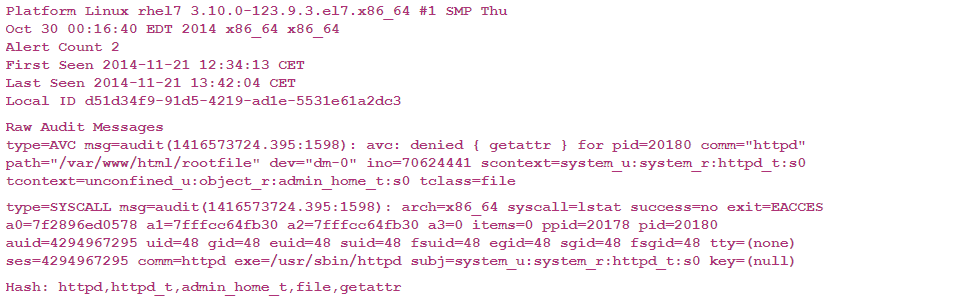 Platform Linux rhel7 3.10.0-123.9.3.el7.x86_64 #1 SMP Thu
Oct 30 00:16:40 EDT 2014 x86_64 x86_64
Alert Count 2
First Seen 2014-11-21 12:34:13 CET
Last Seen 2014-11-21 13:42:04 CET
Local ID d51d34f9-91d5-4219-ad1e-5531e61a2dc3
Raw Audit Messages
type=AVC msg=audit(1416573724.395:1598): avc: denied { getattr } for pid=20180 comm="httpd"
path="/var/www/html/rootfile" dev="dm-0" ino=70624441 scontext=system_u:system_r:httpd_t:s0
tcontext=unconfined_u:object_r:admin_home_t:s0 tclass=file
type=SYSCALL msg=audit(1416573724.395:1598): arch=x86_64 syscall=lstat success=no exit=EACCES
a0=7f2896ed0578 a1=7fffcc64fb30 a2=7fffcc64fb30 a3=0 items=0 ppid=20178 pid=20180
auid=4294967295 uid=48 gid=48 euid=48 suid=48 fsuid=48 egid=48 sgid=48 fsgid=48 tty=(none)
ses=4294967295 comm=httpd exe=/usr/sbin/httpd subj=system_u:system_r:httpd_t:s0 key=(null)
Hash: httpd,httpd_t,admin_home_t,file,getattr